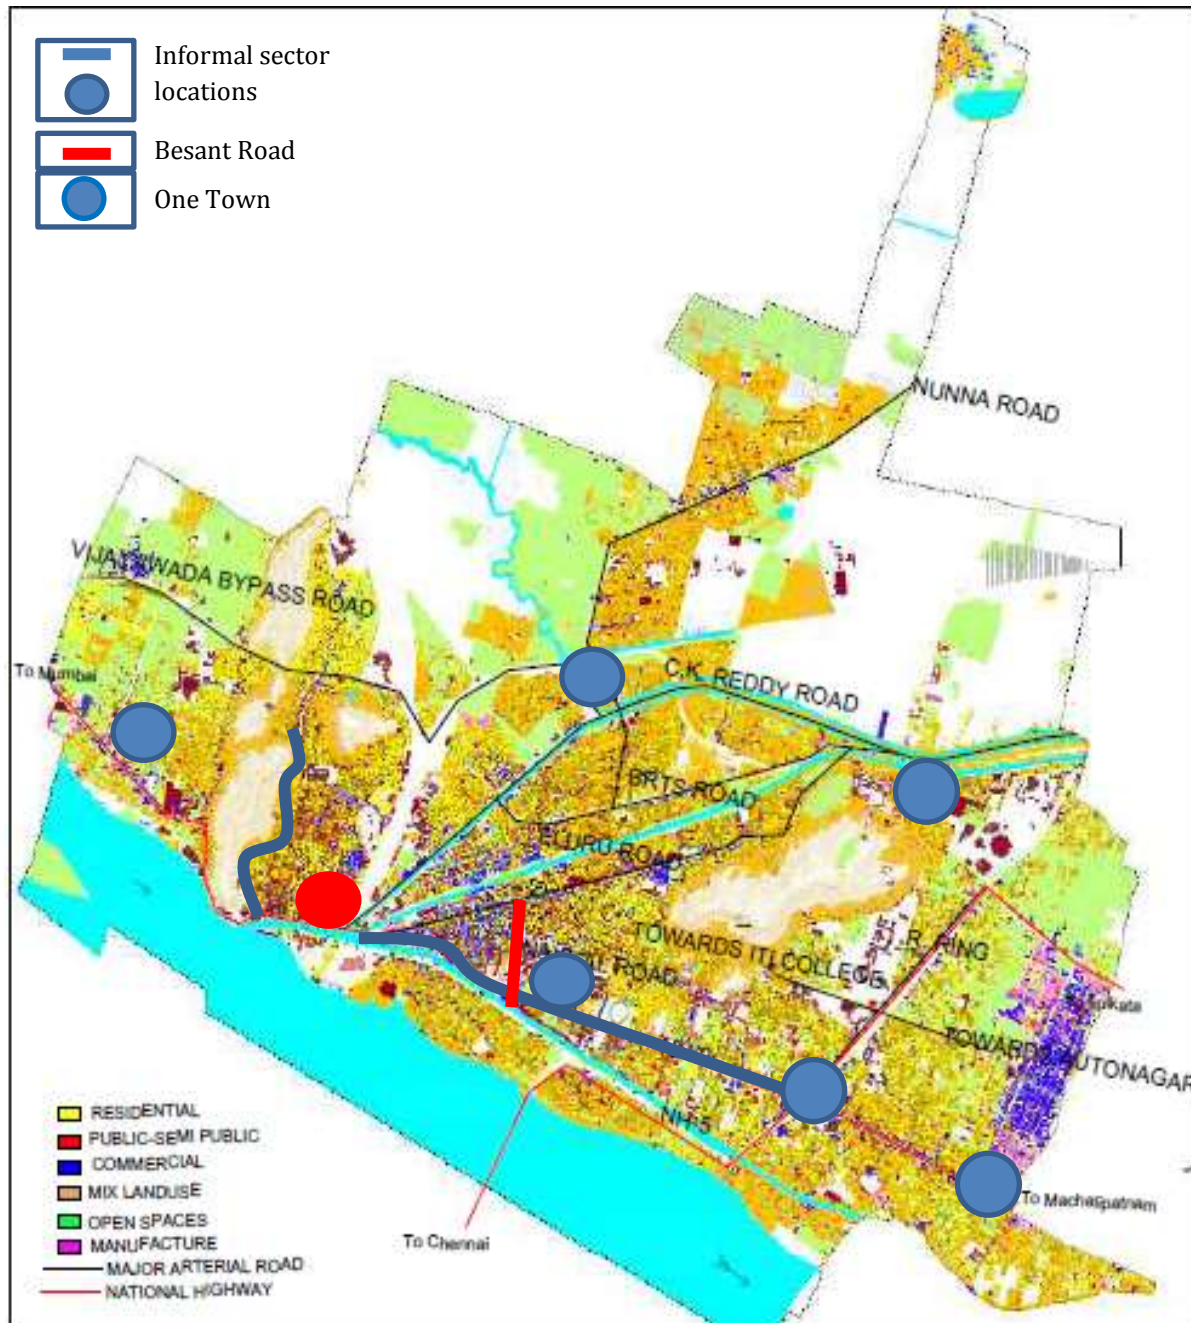 Informal sector
locations
Besant Road
One Town
NUNNA ROAD
VIJAYAWADA BYPASS ROAD
To Mumbai
C.K. REDDY ROAD
BRTS ROAD
ELURU ROAD
TOWARDS ITI COLLEGE
ROAD
R. RING
TOWARDS AUTONAGAR
NH 5
To Machaspatnam
To Chennai
RESIDENTIAL
PUBLIC-SEMI PUBLIC
COMMERCIAL
MIX LANDUSE
OPEN SPACES
MANUFACTURE
MAJOR ARTERIAL ROAD
NATIONAL HIGHWAY